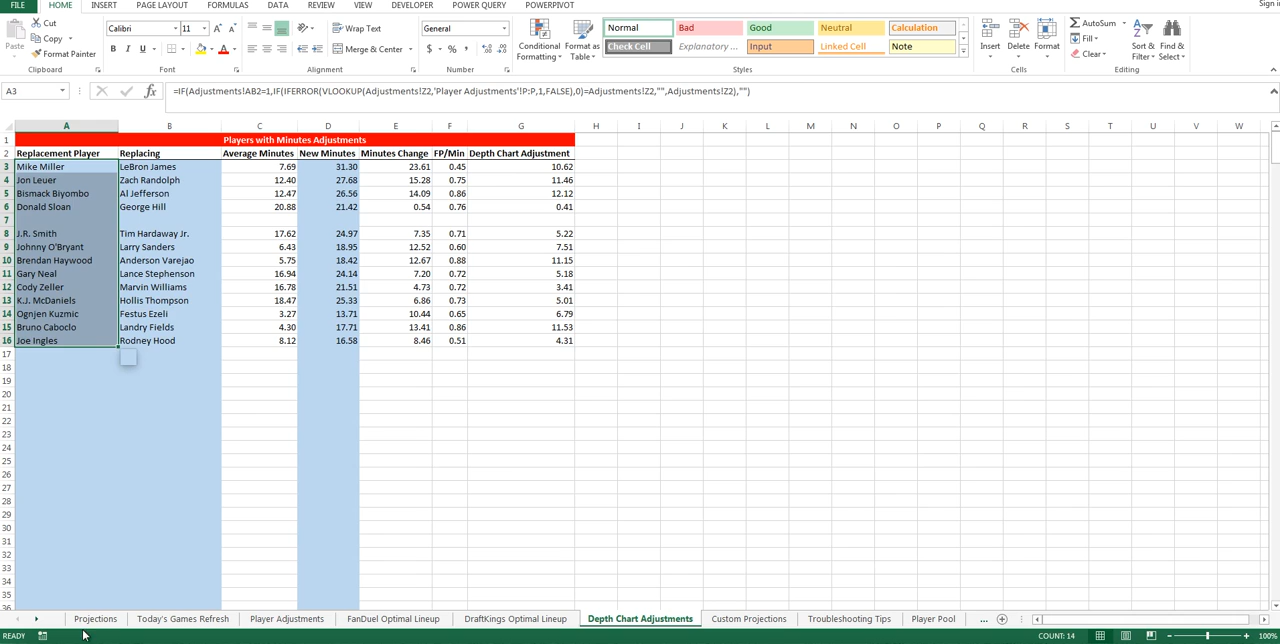 FILE HOME INSERT PAGE LAYOUT FORMULAS DATA REVIEW VIEW DEVELOPER POWER QUERY POWERPIVOT Sign i
Paste Cut Copy Format Painter Clipboard
Calibri 11 B I U Font
Wrap Text Merge & Center Alignment
General $ % , Number
Conditional Formatting Format as Table
Normal Bad Good Neutral Calculation
Check Cell Explanatory ... Input Linked Cell Note
Styles
Insert Delete Format Cells
AutoSum Fill Clear Sort & Filter Find & Select Editing
A3 fx =IF(Adjustments!AB2=1,IF(IFERROR(VLOOKUP(Adjustments!Z2,'Player Adjustments'!P:P,1,FALSE),0)=Adjustments!Z2,"",Adjustments!Z2),"")
A B C D E F G H I J K L M N O P Q R S T U V W
1 Players with Minutes Adjustments
2 Replacement Player Replacing Average Minutes New Minutes Minutes Change FP/Min Depth Chart Adjustment
3 Mike Miller LeBron James 7.69 31.30 23.61 0.45 10.62
4 Jon Leuer Zach Randolph 12.40 27.68 15.28 0.75 11.46
5 Bismack Biyombo Al Jefferson 12.47 26.56 14.09 0.86 12.12
6 Donald Sloan George Hill 20.88 21.42 0.54 0.76 0.41
7
8 J.R. Smith Tim Hardaway Jr. 17.62 24.97 7.35 0.71 5.22
9 Johnny O'Bryant Larry Sanders 6.43 18.95 12.52 0.60 7.51
10 Brendan Haywood Anderson Varejao 5.75 18.42 12.67 0.88 11.15
11 Gary Neal Lance Stephenson 16.94 24.14 7.20 0.72 5.18
12 Cody Zeller Marvin Williams 16.78 21.51 4.73 0.72 3.41
13 K.J. McDaniels Hollis Thompson 18.47 25.33 6.86 0.73 5.01
14 Ognjen Kuzmic Festus Ezeli 3.27 13.71 10.44 0.65 6.79
15 Bruno Caboclo Landry Fields 4.30 17.71 13.41 0.86 11.53
16 Joe Ingles Rodney Hood 8.12 16.58 8.46 0.51 4.31
17
18
19
20
21
22
23
24
25
26
27
28
29
30
31
32
33
34
35
36
Projections Today's Games Refresh Player Adjustments FanDuel Optimal Lineup DraftKings Optimal Lineup Depth Chart Adjustments Custom Projections Troubleshooting Tips Player Pool ...
READY COUNT: 14 100%